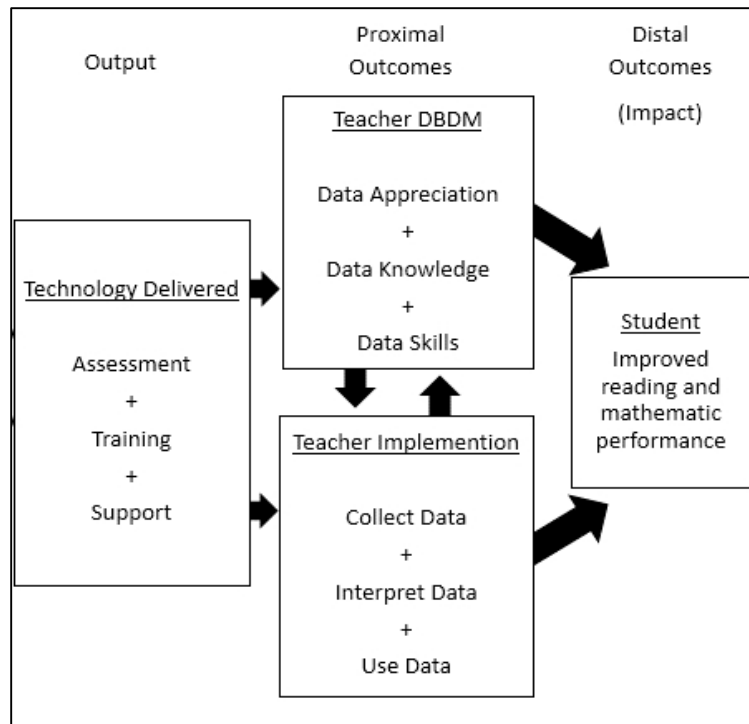 Output
Proximal
Outcomes
Distal
Outcomes
(Impact)
Technology Delivered
Assessment
+
Training
+
Support
Teacher DBDM
Data Appreciation
+
Data Knowledge
+
Data Skills
Teacher Implemention
Collect Data
+
Interpret Data
+
Use Data
Student
Improved
reading and
mathematic
performance